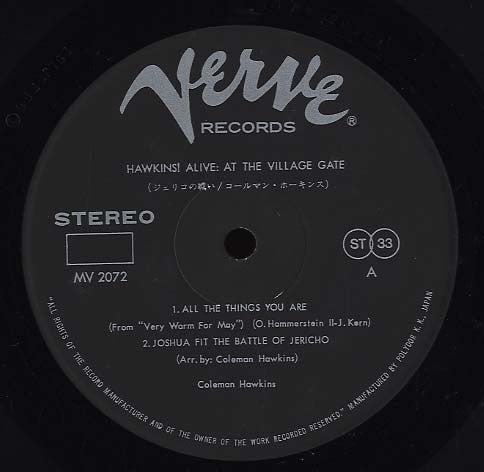 Verve
RECORDS
®
HAWKINS! ALIVE: AT THE VILLAGE GATE
(ジェリコの戦い/コールマン・ホーキンス)
STEREO
MV 2072
ST 33
A
1. ALL THE THINGS YOU ARE
(From "Very Warm For May") (O. Hammerstein II-J. Kern)
2. JOSHUA FIT THE BATTLE OF JERICHO
(Arr. by: Coleman Hawkins)
Coleman Hawkins
"ALL RIGHTS OF THE RECORD MANUFACTURER AND OF THE OWNER OF THE WORK RECORDED RESERVED." MANUFACTURED BY POLYDOR K. K., JAPAN